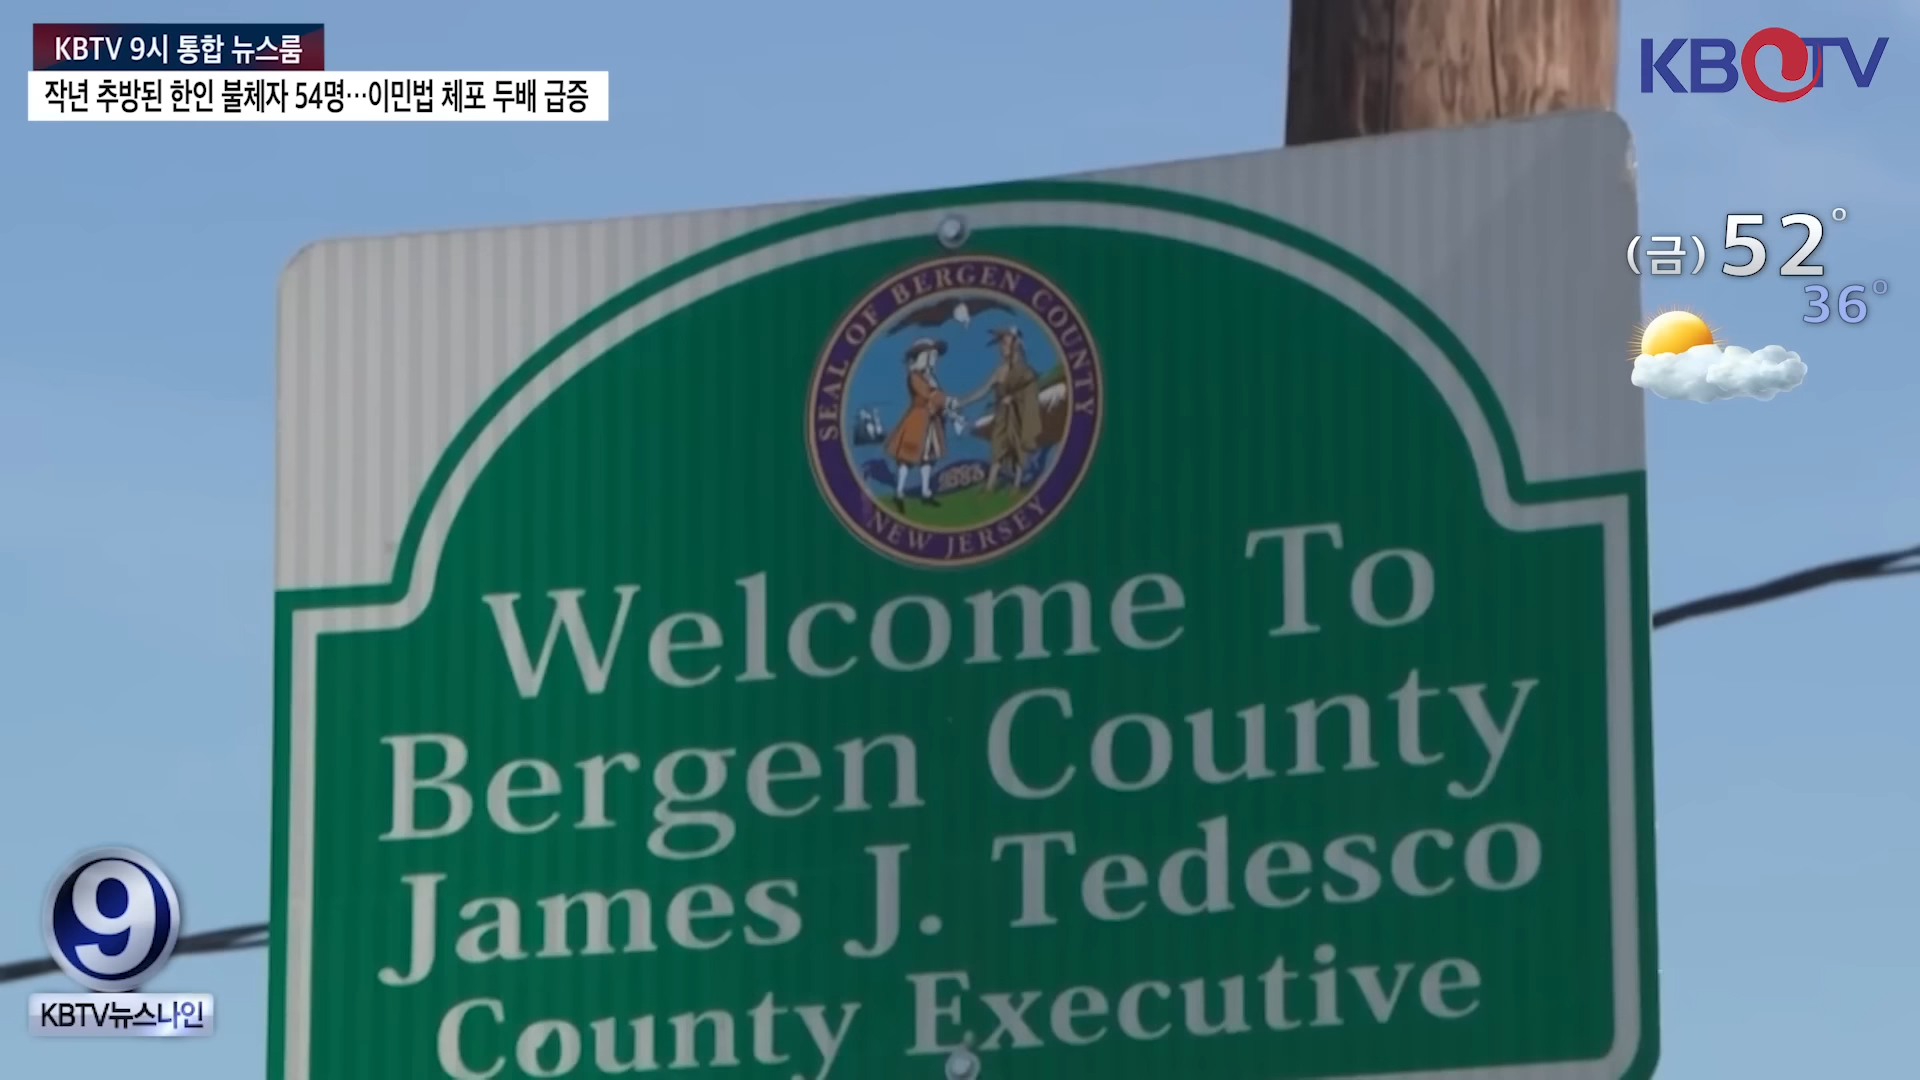 KBTV 9시 통합 뉴스룸
작년 추방된 한인 불체자 54명…이민법 체포 두배 급증
KBTV
(금) 52°
36°
SEAL OF BERGEN COUNTY
NEW JERSEY
Welcome To
Bergen County
James J. Tedesco
County Executive
9
KBTV뉴스나인